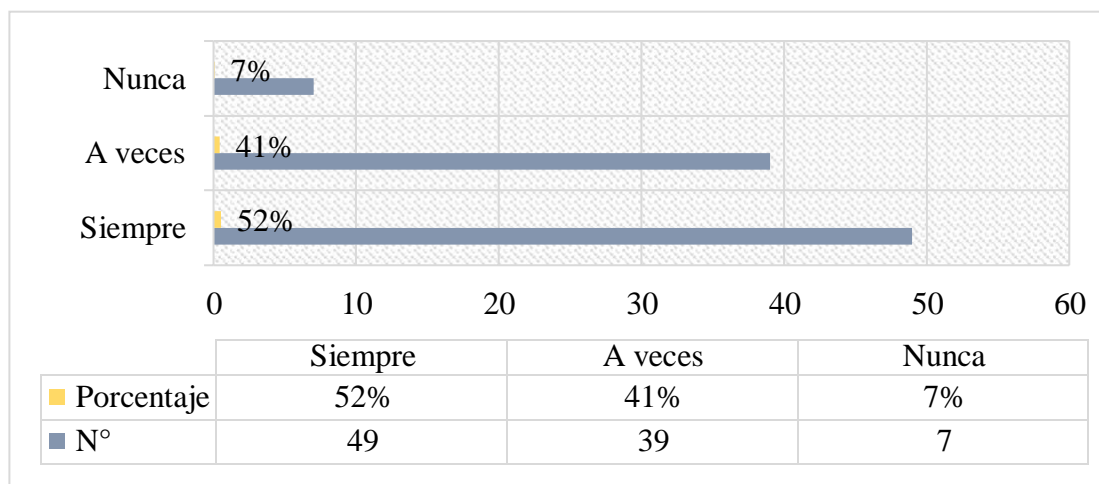 Nunca 7%
A veces 41%
Siempre 52%
0 10 20 30 40 50 60
Siempre A veces Nunca
Porcentaje 52% 41% 7%
N° 49 39 7